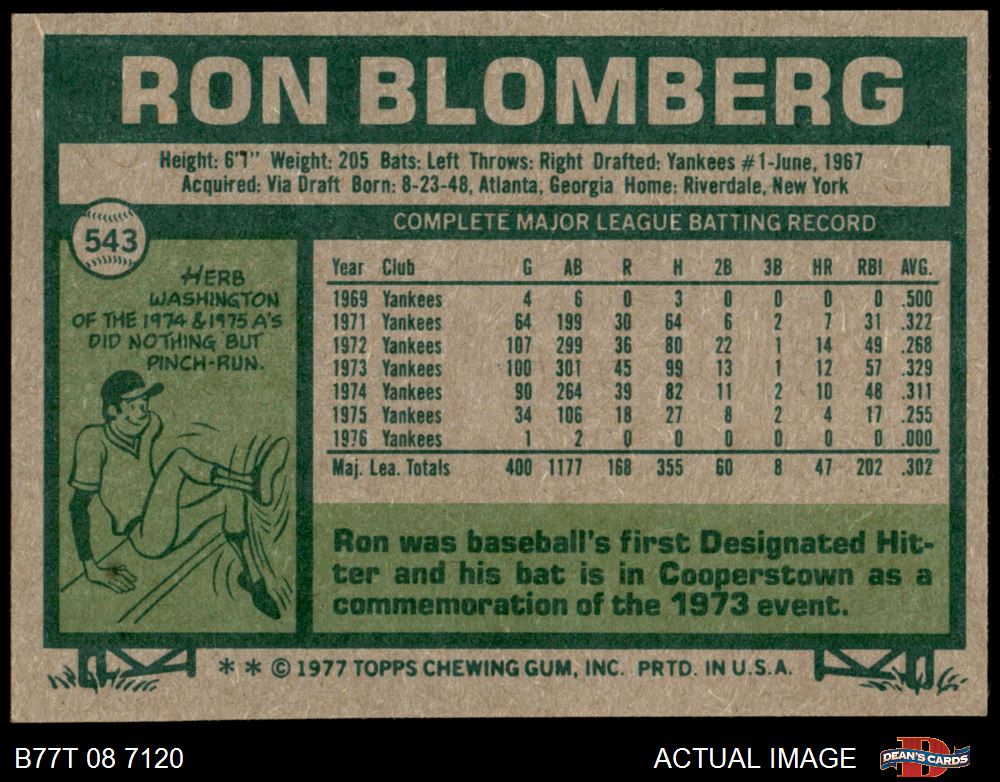 RON BLOMBERG
Height: 6'1" Weight: 205 Bats: Left Throws: Right Drafted: Yankees #1-June, 1967
Acquired: Via Draft Born: 8-23-48, Atlanta, Georgia Home: Riverdale, New York
543
COMPLETE MAJOR LEAGUE BATTING RECORD
HERB
WASHINGTON
OF THE 1974 & 1975 A'S
DID NOTHING BUT
PINCH-RUN.
Year Club G AB R H 2B 3B HR RBI AVG.
1969 Yankees 4 6 0 3 0 0 0 0 .500
1971 Yankees 64 199 30 64 6 2 7 31 .322
1972 Yankees 107 299 36 80 22 1 14 49 .268
1973 Yankees 100 301 45 99 13 1 12 57 .329
1974 Yankees 90 264 39 82 11 2 10 48 .311
1975 Yankees 34 106 18 27 8 2 4 17 .255
1976 Yankees 1 2 0 0 0 0 0 0 .000
Maj. Lea. Totals 400 1177 168 355 60 8 47 202 .302
Ron was baseball's first Designated Hit-
ter and his bat is in Cooperstown as a
commemoration of the 1973 event.
* * © 1977 TOPPS CHEWING GUM, INC. PRTD. IN U.S.A.
B77T 08 7120
ACTUAL IMAGE
D
DEAN'S CARDS